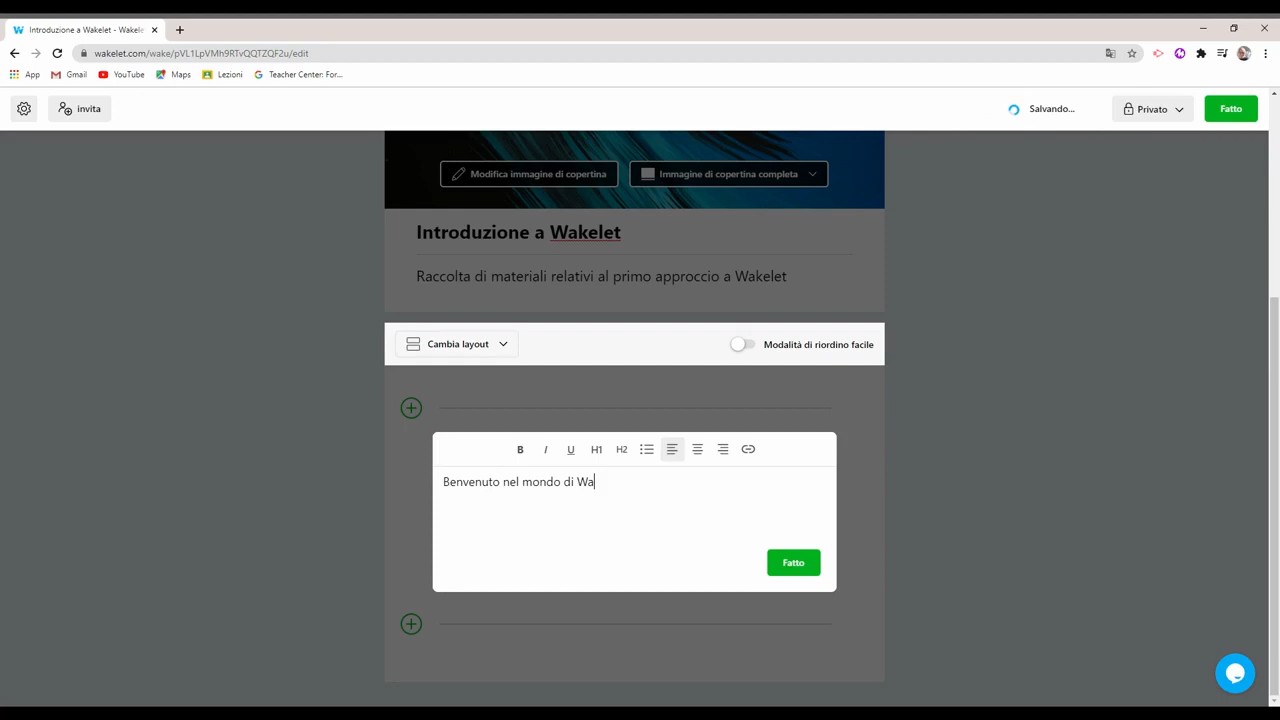 Introduzione a Wakelet - Wakele
wakelet.com/wake/pVL1LpVMh9RTvQQTZQF2u/edit
App Gmail YouTube Maps Lezioni Teacher Center: For...
invita Salvando... Privato Fatto
Modifica immagine di copertina Immagine di copertina completa
Introduzione a Wakelet
Raccolta di materiali relativi al primo approccio a Wakelet
Cambia layout Modalità di riordino facile
B I U H1 H2
Benvenuto nel mondo di Wa
Fatto